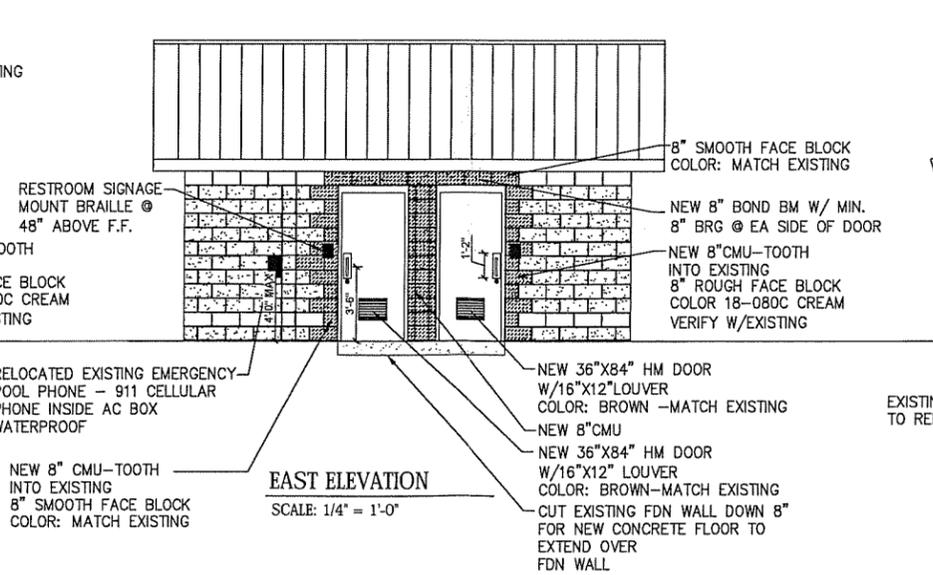 ING
8" SMOOTH FACE BLOCK
COLOR: MATCH EXISTING
RESTROOM SIGNAGE
MOUNT BRAILLE @
48" ABOVE F.F.
NEW 8" BOND BM W/ MIN.
8" BRG @ EA SIDE OF DOOR
OOTH
CE BLOCK
0C CREAM
STING
NEW 8"CMU-TOOTH
INTO EXISTING
8" ROUGH FACE BLOCK
COLOR 18-080C CREAM
VERIFY W/EXISTING
4'-0" MAX
3'-6"
1'-2"
RELOCATED EXISTING EMERGENCY
POOL PHONE - 911 CELLULAR
PHONE INSIDE AC BOX
WATERPROOF
NEW 36"X84" HM DOOR
W/16"X12"LOUVER
COLOR: BROWN -MATCH EXISTING
NEW 8"CMU
NEW 36"X84" HM DOOR
W/16"X12" LOUVER
COLOR: BROWN-MATCH EXISTING
CUT EXISTING FDN WALL DOWN 8"
FOR NEW CONCRETE FLOOR TO
EXTEND OVER
FDN WALL
EXISTIN
TO RE
NEW 8" CMU-TOOTH
INTO EXISTING
8" SMOOTH FACE BLOCK
COLOR: MATCH EXISTING
EAST ELEVATION
SCALE: 1/4" = 1'-0"